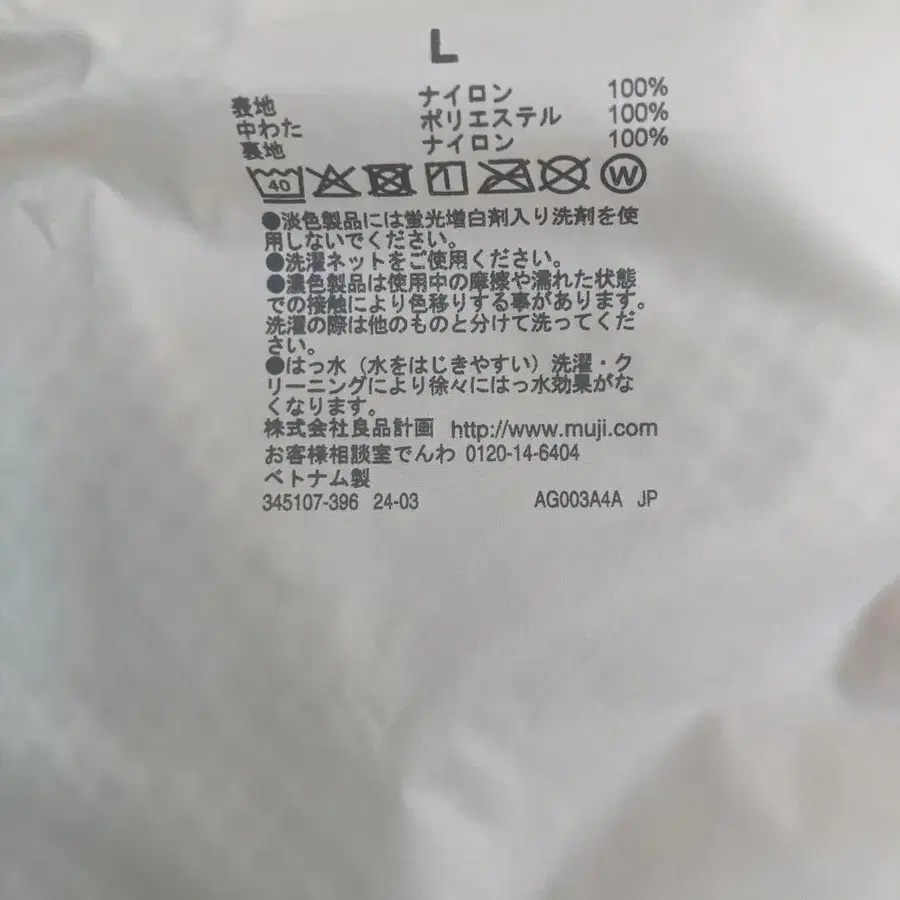 L
表地 ナイロン 100%
中わた ポリエステル 100%
裏地 ナイロン 100%
40 1 W
●淡色製品には蛍光増白剤入り洗剤を使
用しないでください。
●洗濯ネットをご使用ください。
●濃色製品は使用中の摩擦や濡れた状態
での接触により色移りする事があります。
洗濯の際は他のものと分けて洗ってくだ
さい。
●はっ水（水をはじきやすい）洗濯・ク
リーニングにより徐々にはっ水効果がな
くなります。
株式会社良品計画 http://www.muji.com
お客様相談室でんわ 0120-14-6404
ベトナム製
345107-396 24-03 AG003A4A JP